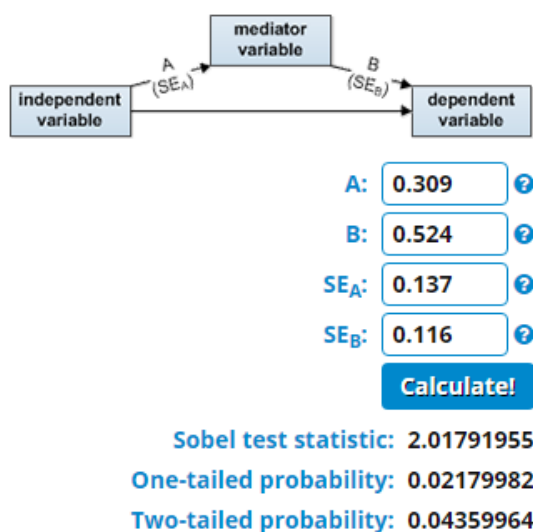 mediator
variable
A
(SEA)
B
(SEB)
independent
variable
dependent
variable
A: 0.309 ?
B: 0.524 ?
SEA: 0.137 ?
SEB: 0.116 ?
Calculate!
Sobel test statistic: 2.01791955
One-tailed probability: 0.02179982
Two-tailed probability: 0.04359964